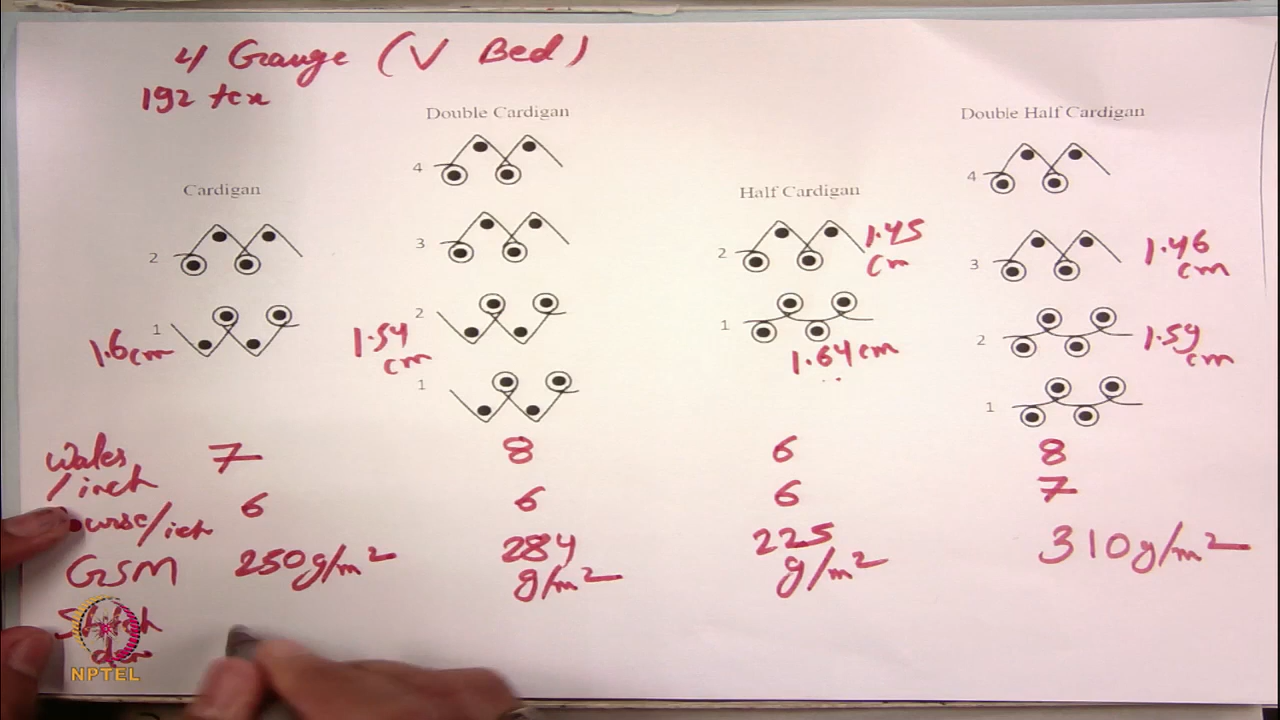 4 Gauge (V Bed)
192 tex
Double Cardigan
Double Half Cardigan
4
4
Cardigan
Half Cardigan
3
3
2
2
1.45
cm
1.46
cm
2
2
1
1
1.6cm
1.54
cm
1.64cm
1.59
cm
1
1
Wales
/inch
7
8
6
8
6
6
6
7
GSM
250g/m²
284
g/m²
225
g/m²
310g/m²
Stitch
den
NPTEL